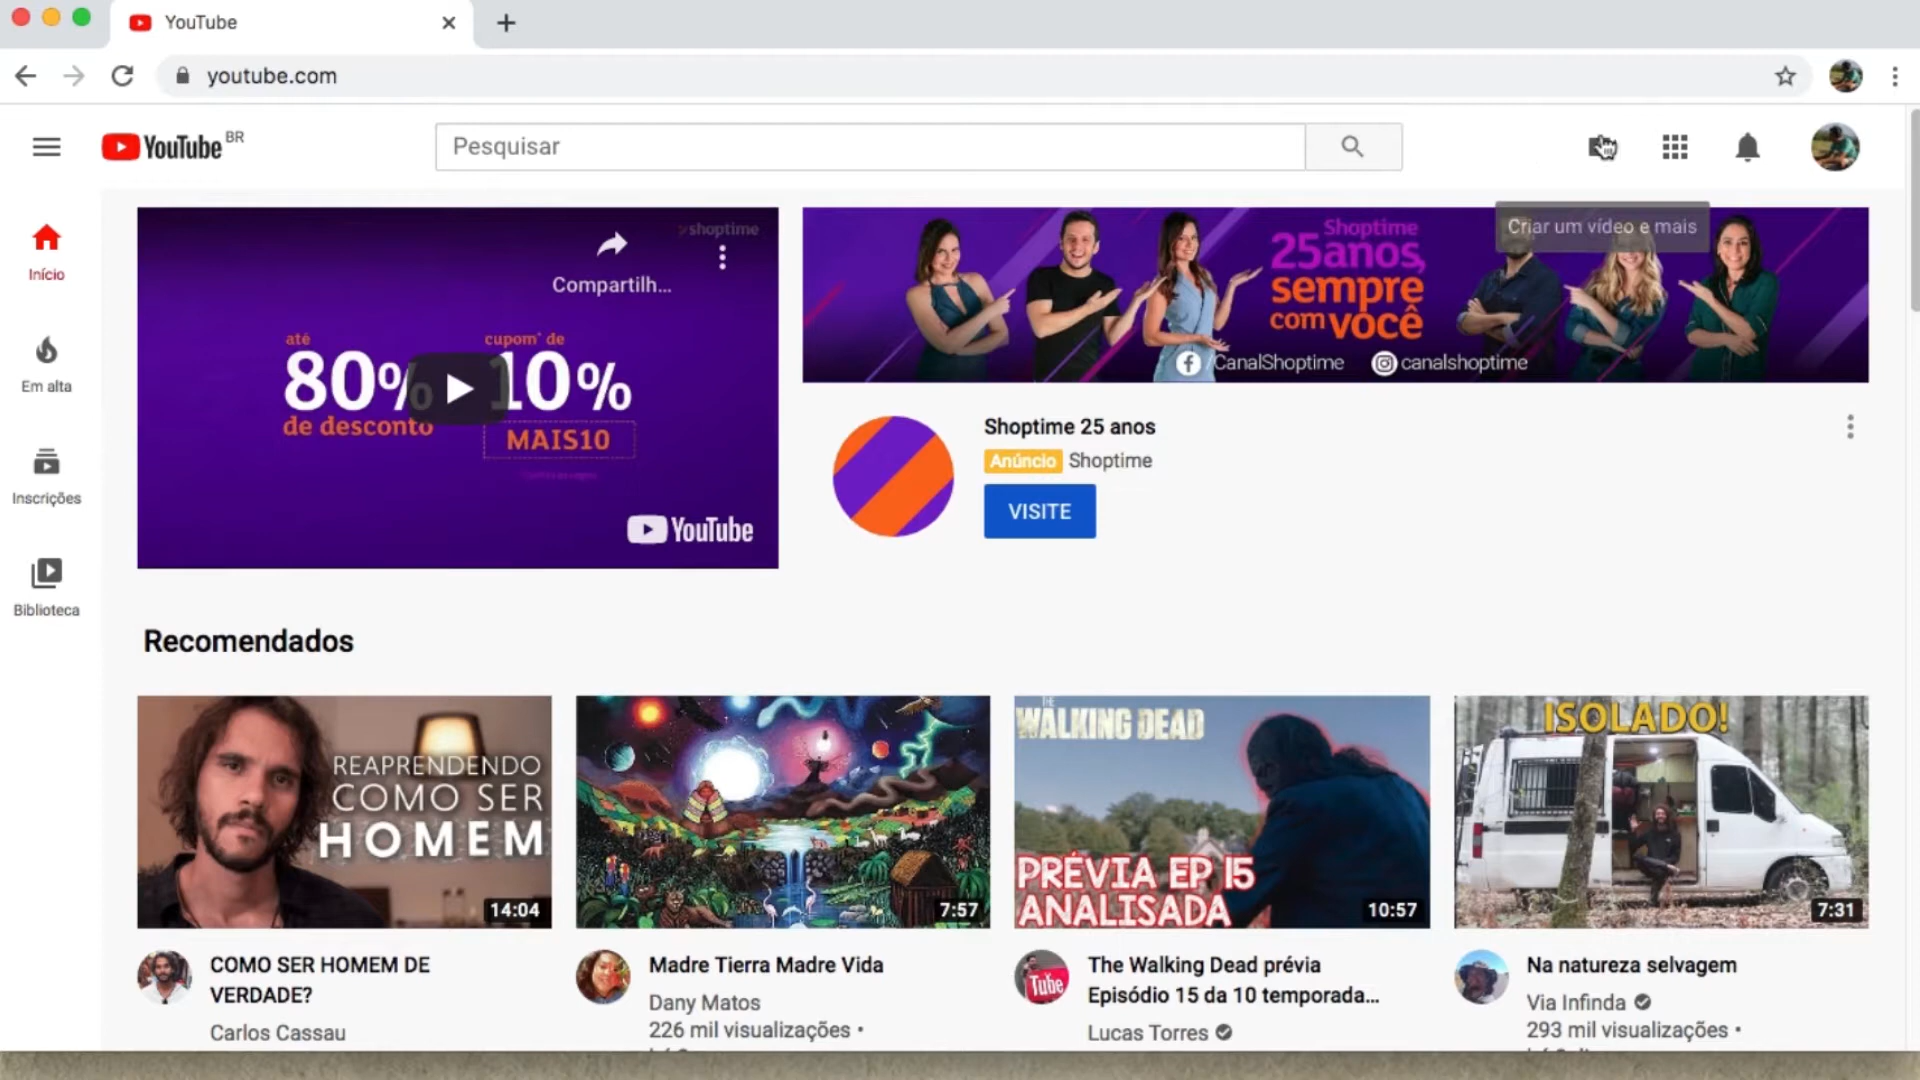 YouTube
youtube.com
YouTube BR
Pesquisar
Criar um vídeo e mais
Início
Em alta
Inscrições
Biblioteca
shoptime
Compartilh...
até
80%
de desconto
cupom* de
10%
MAIS10
YouTube
Shoptime
25anos,
sempre
com você
/CanalShoptime
canalshoptime
Shoptime 25 anos
Anúncio Shoptime
VISITE
Recomendados
REAPRENDENDO
COMO SER
HOMEM
14:04
COMO SER HOMEM DE
VERDADE?
Carlos Cassau
7:57
Madre Tierra Madre Vida
Dany Matos
226 mil visualizações •
THE
WALKING DEAD
PRÉVIA EP 15
ANALISADA
10:57
Tube
The Walking Dead prévia
Episódio 15 da 10 temporada...
Lucas Torres
ISOLADO!
7:31
Na natureza selvagem
Via Infinda
293 mil visualizações •